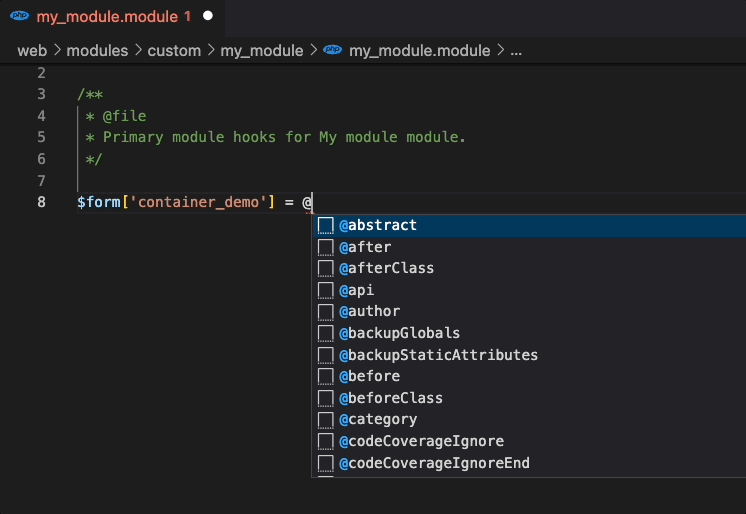 php my_module.module 1
web > modules > custom > my_module > php my_module.module > ...
2
3 /**
4 * @file
5 * Primary module hooks for My module module.
6 */
7
8 $form['container_demo'] = @
@abstract
@after
@afterClass
@api
@author
@backupGlobals
@backupStaticAttributes
@before
@beforeClass
@category
@codeCoverageIgnore
@codeCoverageIgnoreEnd